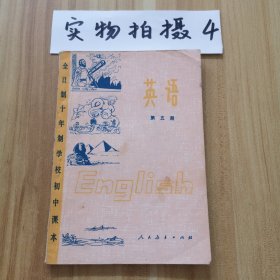 实物拍摄4
全日制十年制学校初中课本
英语
第五册
English
人民教育出版社